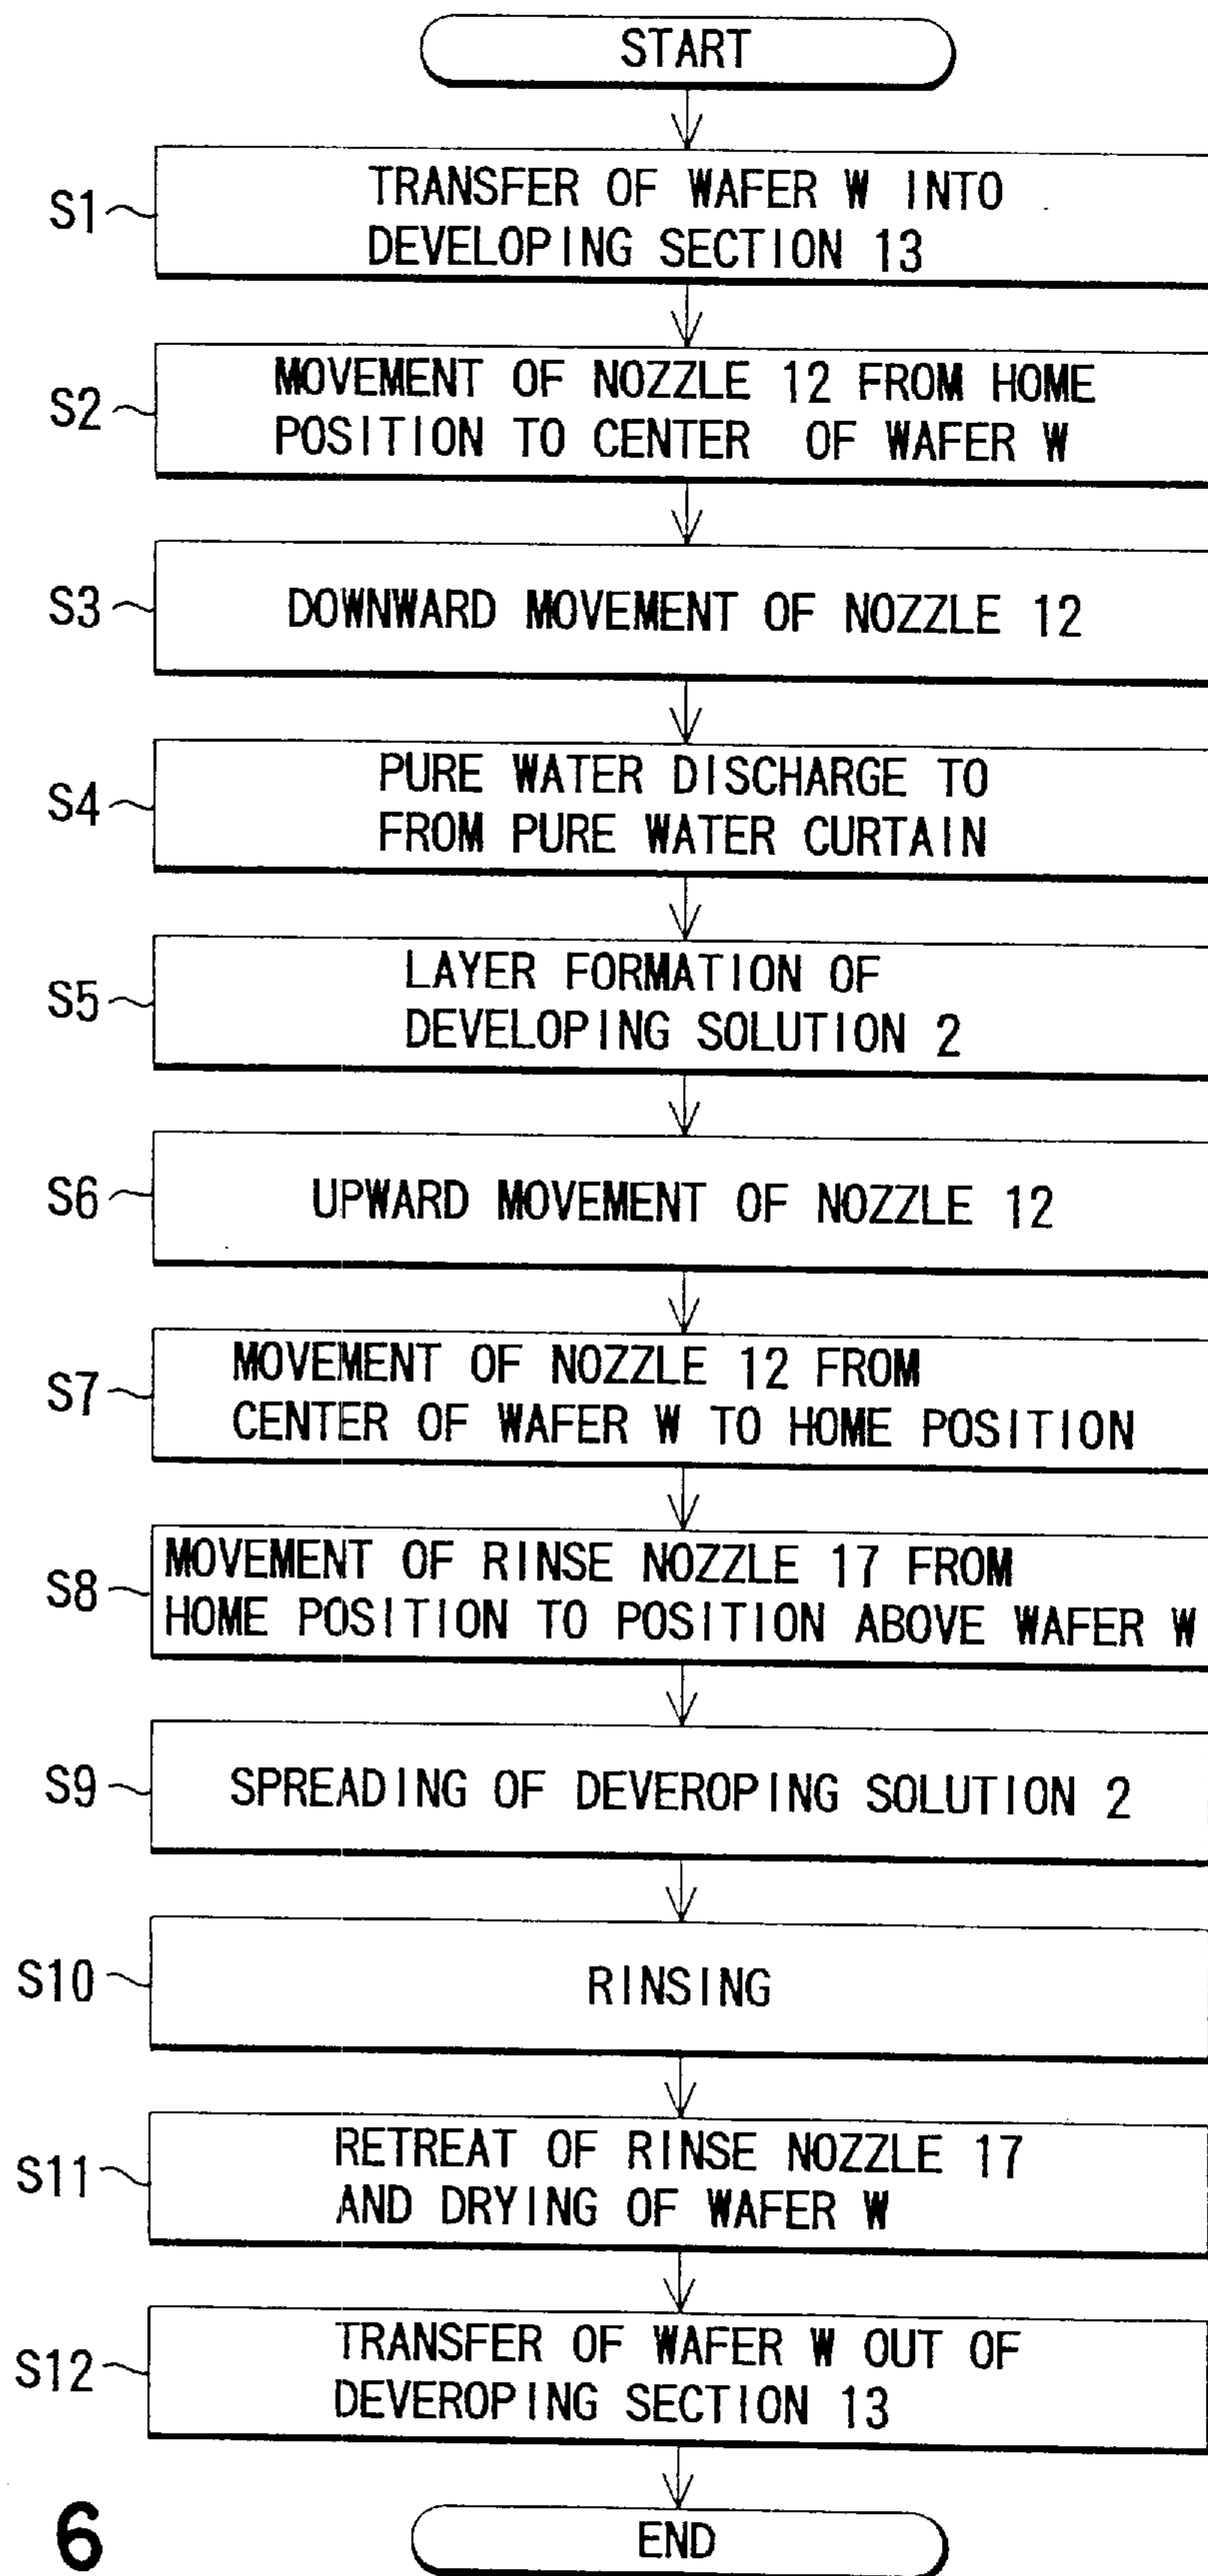 START
S1
TRANSFER OF WAFER W INTO
DEVELOPING SECTION 13
S2
MOVEMENT OF NOZZLE 12 FROM HOME
POSITION TO CENTER OF WAFER W
S3
DOWNWARD MOVEMENT OF NOZZLE 12
S4
PURE WATER DISCHARGE TO
FROM PURE WATER CURTAIN
S5
LAYER FORMATION OF
DEVELOPING SOLUTION 2
S6
UPWARD MOVEMENT OF NOZZLE 12
S7
MOVEMENT OF NOZZLE 12 FROM
CENTER OF WAFER W TO HOME POSITION
S8
MOVEMENT OF RINSE NOZZLE 17 FROM
HOME POSITION TO POSITION ABOVE WAFER W
S9
SPREADING OF DEVEROPING SOLUTION 2
S10
RINSING
S11
RETREAT OF RINSE NOZZLE 17
AND DRYING OF WAFER W
S12
TRANSFER OF WAFER W OUT OF
DEVEROPING SECTION 13
END
6